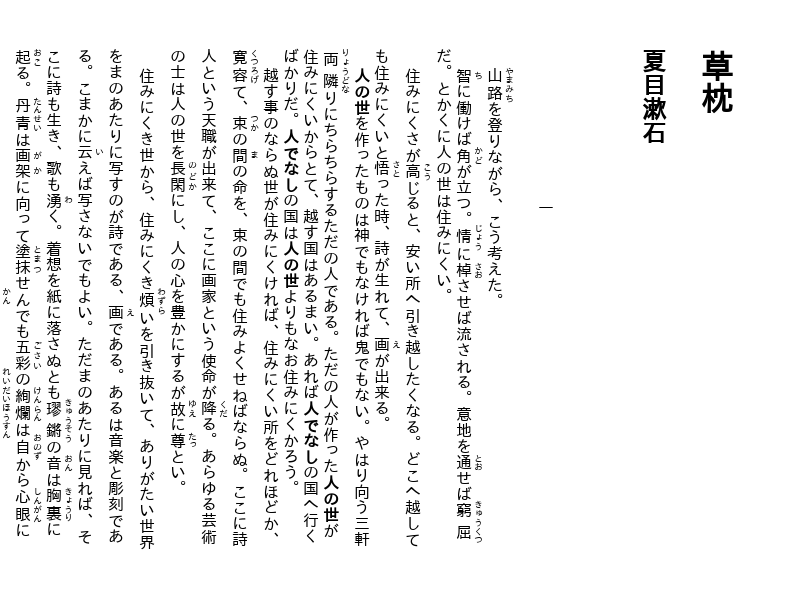 草枕
夏目漱石
一
山路を登りながら、こう考えた。
智に働けば角が立つ。情に棹させば流される。意地を通せば窮屈
だ。とかくに人の世は住みにくい。
住みにくさが高じると、安い所へ引き越したくなる。どこへ越して
も住みにくいと悟った時、詩が生れて、画が出来る。
人の世を作ったものは神でもなければ鬼でもない。やはり向う三軒
両隣りにちらちらするただの人である。ただの人が作った人の世が
住みにくいからとて、越す国はあるまい。あれば人でなしの国へ行く
ばかりだ。人でなしの国は人の世よりもなお住みにくかろう。
越す事のならぬ世が住みにくければ、住みにくい所をどれほどか、
寛容て、束の間の命を、束の間でも住みよくせねばならぬ。ここに詩
人という天職が出来て、ここに画家という使命が降る。あらゆる芸術
の士は人の世を長閑にし、人の心を豊かにするが故に尊とい。
住みにくき世から、住みにくき煩いを引き抜いて、ありがたい世界
をまのあたりに写すのが詩である、画である。あるは音楽と彫刻であ
る。こまかに云えば写さないでもよい。ただまのあたりに見れば、そ
こに詩も生き、歌も湧く。着想を紙に落さぬとも璆鏘の音は胸裏に
起る。丹青は画架に向って塗抹せんでも五彩の絢爛は自から心眼に